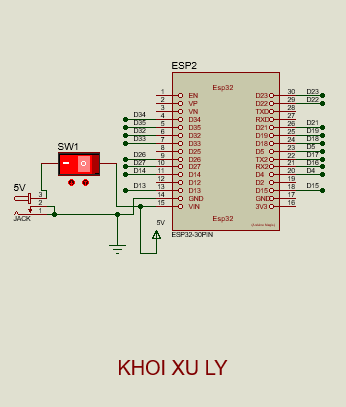 ESP2
Esp32
1 EN D23 30 D23
2 VP D22 29 D22
3 VN TXD 28
D34 4 D34 RXD 27
D35 5 D35 D21 26 D21
D32 6 D32 D19 25 D19
D33 7 D33 D18 24 D18
8 D25 D5 23 D5
D26 9 D26 TX2 22 D17
D27 10 D27 RX2 21 D16
D14 11 D14 D4 20 D4
12 D12 D2 19
D13 13 D13 D15 18 D15
14 GND GND 17
15 VIN 3V3 16
Esp32
ESP32-30PIN
SW1
5V
3
2
1
JACK
5V
KHOI XU LY